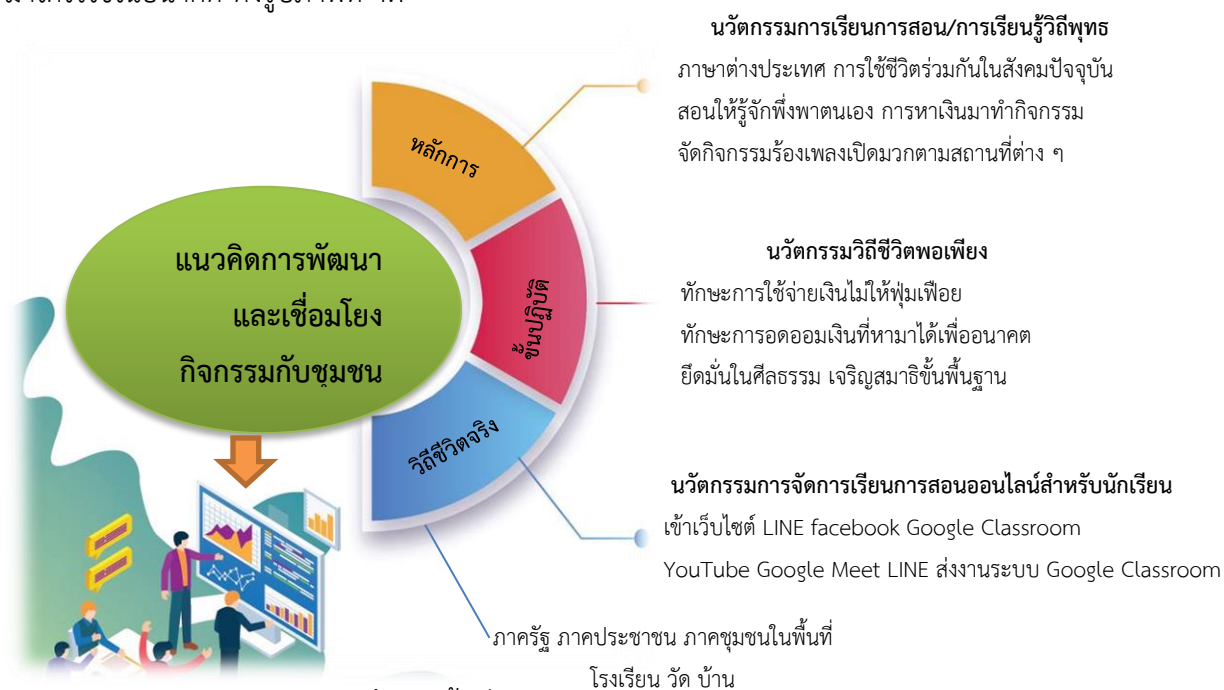 นวัตกรรมการเรียนการสอน/การเรียนรู้วิถีพุทธ
ภาษาต่างประเทศ การใช้ชีวิตร่วมกันในสังคมปัจจุบัน
สอนให้รู้จักพึ่งพาตนเอง การหาเงินมาทำกิจกรรม
จัดกิจกรรมร้องเพลงเปิดมวกตามสถานที่ต่าง ๆ
หลักการ
แนวคิดการพัฒนา
และเชื่อมโยง
กิจกรรมกับชุมชน
นวัตกรรมวิถีชีวิตพอเพียง
ทักษะการใช้จ่ายเงินไม่ให้ฟุ่มเฟือย
ทักษะการอดออมเงินที่หามาได้เพื่ออนาคต
ยึดมั่นในศีลธรรม เจริญสมาธิขั้นพื้นฐาน
ขั้นปฏิบัติ
วิถีชีวิตจริง
นวัตกรรมการจัดการเรียนการสอนออนไลน์สำหรับนักเรียน
เข้าเว็บไซต์ LINE facebook Google Classroom
YouTube Google Meet LINE ส่งงานระบบ Google Classroom
ภาครัฐ ภาคประชาชน ภาคชุมชนในพื้นที่
โรงเรียน วัด บ้าน